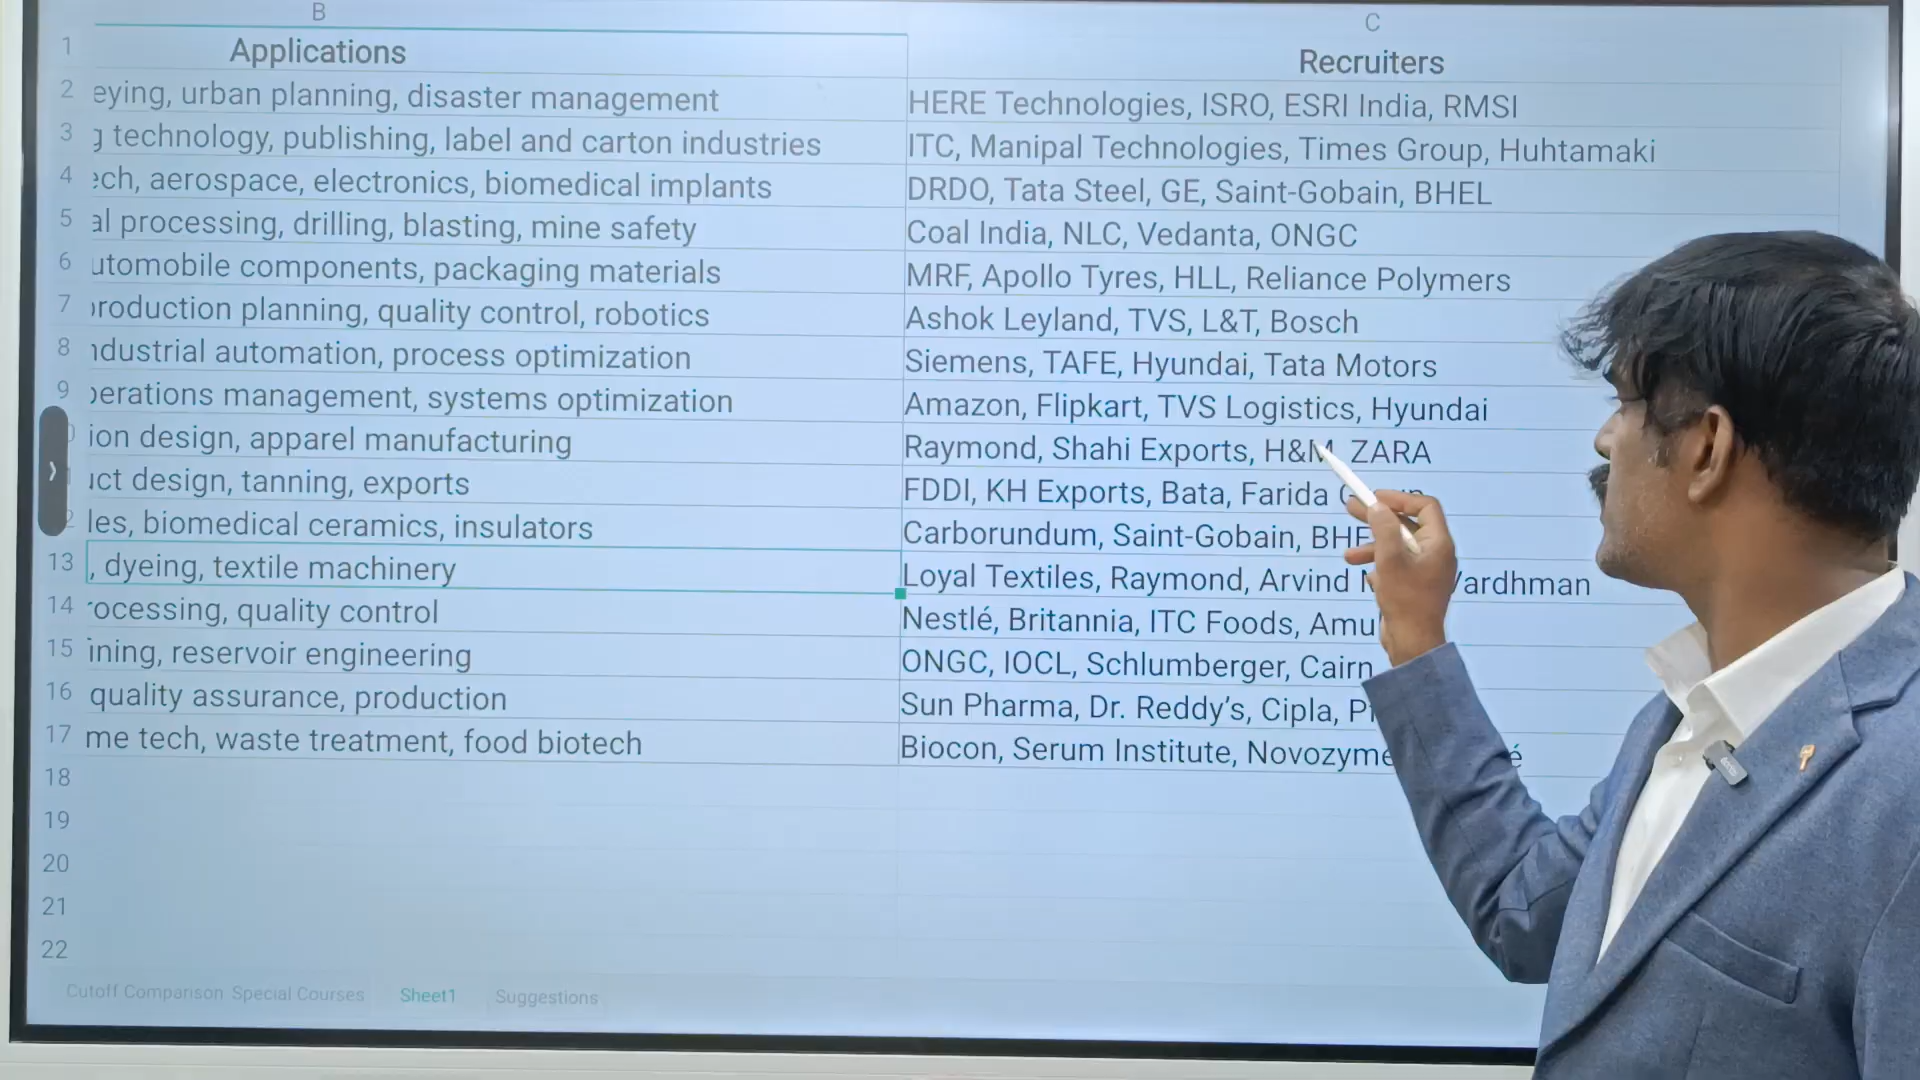 B C
1 Applications Recruiters
2 eying, urban planning, disaster management HERE Technologies, ISRO, ESRI India, RMSI
3 g technology, publishing, label and carton industries ITC, Manipal Technologies, Times Group, Huhtamaki
4 ech, aerospace, electronics, biomedical implants DRDO, Tata Steel, GE, Saint-Gobain, BHEL
5 al processing, drilling, blasting, mine safety Coal India, NLC, Vedanta, ONGC
6 utomobile components, packaging materials MRF, Apollo Tyres, HLL, Reliance Polymers
7 production planning, quality control, robotics Ashok Leyland, TVS, L&T, Bosch
8 ndustrial automation, process optimization Siemens, TAFE, Hyundai, Tata Motors
9 perations management, systems optimization Amazon, Flipkart, TVS Logistics, Hyundai
ion design, apparel manufacturing Raymond, Shahi Exports, H&M, ZARA
uct design, tanning, exports FDDI, KH Exports, Bata, Farida
les, biomedical ceramics, insulators Carborundum, Saint-Gobain,
13 , dyeing, textile machinery Loyal Textiles, Raymond, Arvind Vardhman
14 rocessing, quality control Nestlé, Britannia, ITC Foods,
15 ining, reservoir engineering ONGC, IOCL, Schlumberger, Cairn
16 quality assurance, production Sun Pharma, Dr. Reddy's, Cipla,
17 me tech, waste treatment, food biotech Biocon, Serum Institute,
18
19
20
21
22
Cutoff Comparison Special Courses Sheet1 Suggestions